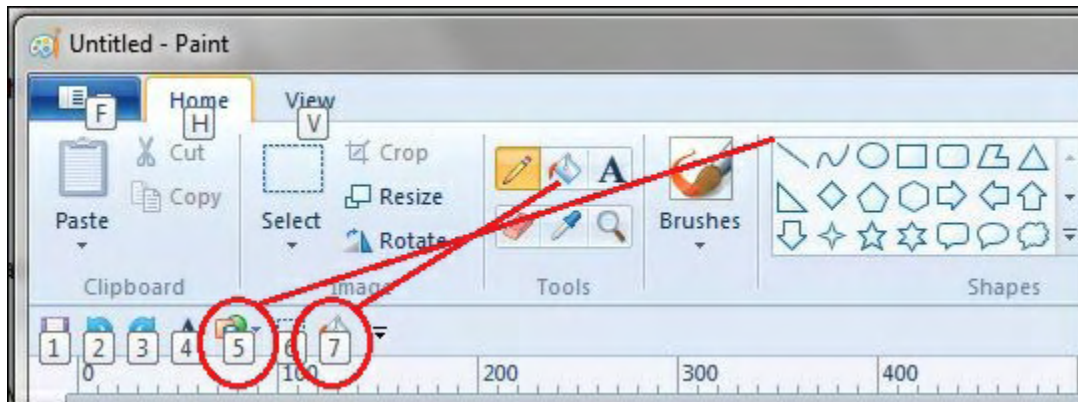 Untitled - Paint
F Home View
H V
Cut
Crop
A
Copy
Resize
Paste Select Rotate Brushes
Clipboard Image Tools Shapes
1 2 3 4 5 6 7
0 100 200 300 400